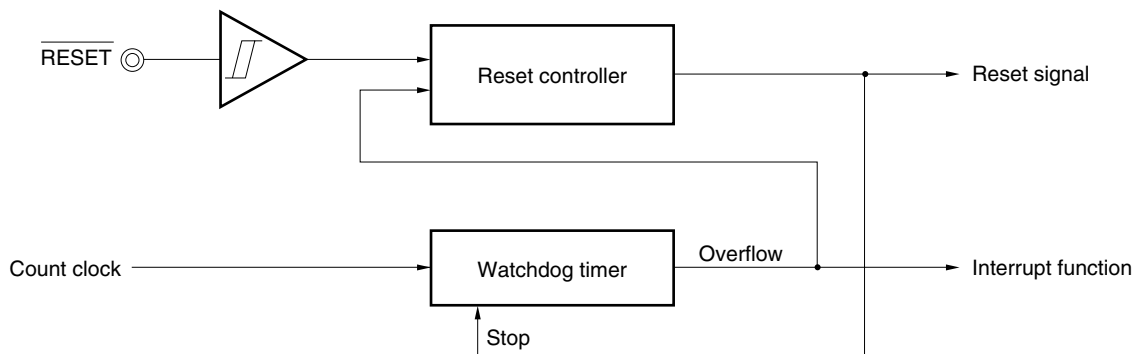 RESET
Reset controller
Reset signal
Count clock
Watchdog timer
Overflow
Interrupt function
Stop